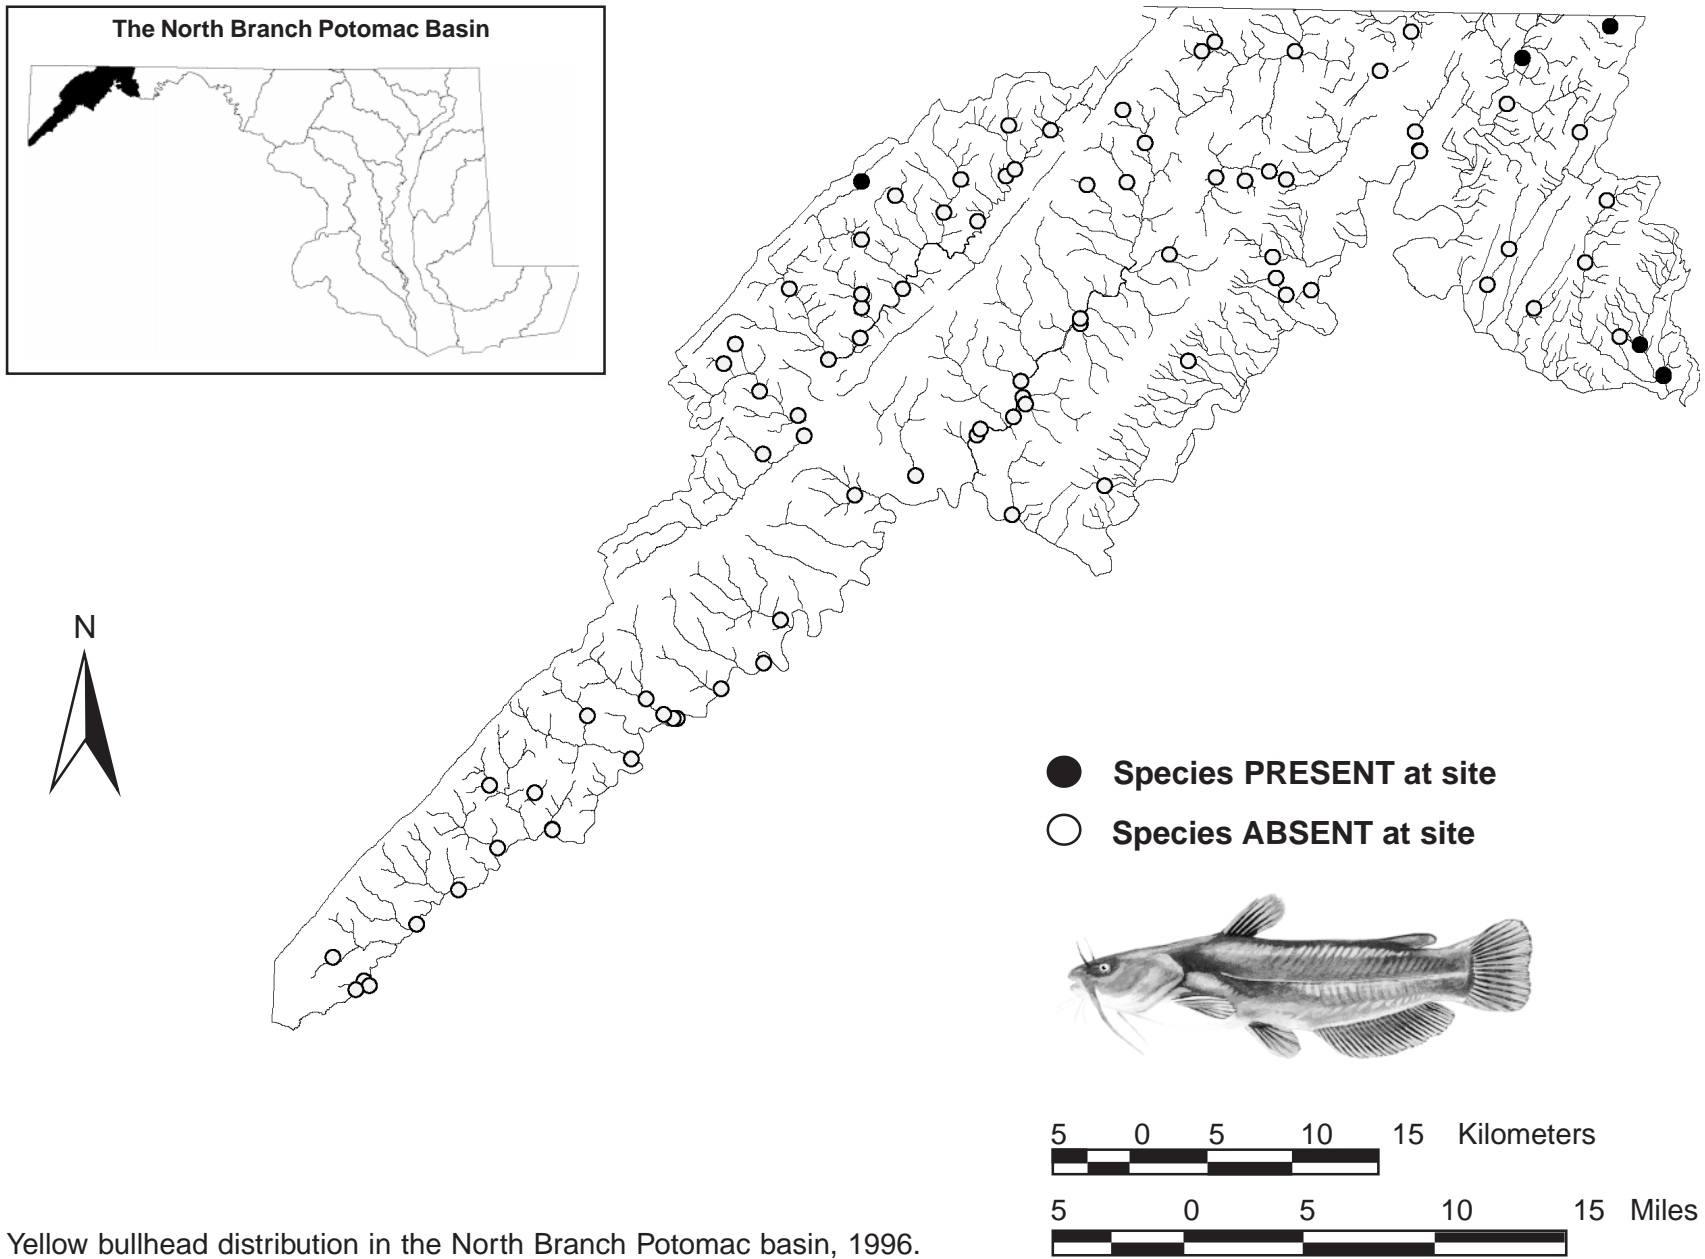 The North Branch Potomac Basin
N
Species PRESENT at site
Species ABSENT at site
5 0 5 10 15 Kilometers
5 0 5 10 15 Miles
Yellow bullhead distribution in the North Branch Potomac basin, 1996.